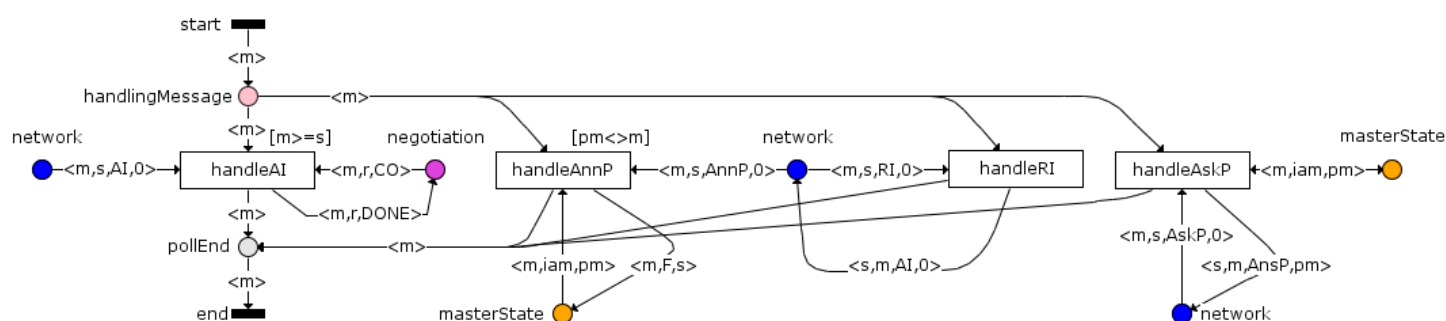 start
<m>
handlingMessage
<m>
<m>
network
[m>=s]
negotiation
[pm<>m]
network
masterState
<m,s,AI,0>
handleAI
<m,r,CO>
handleAnnP
<m,s,AnnP,0>
<m,s,RI,0>
handleRI
handleAskP
<m,iam,pm>
<m>
<m,r,DONE>
<m,s,AskP,0>
pollEnd
<m>
<m,iam,pm>
<m,F,s>
<s,m,AI,0>
<s,m,AnsP,pm>
<m>
end
masterState
network